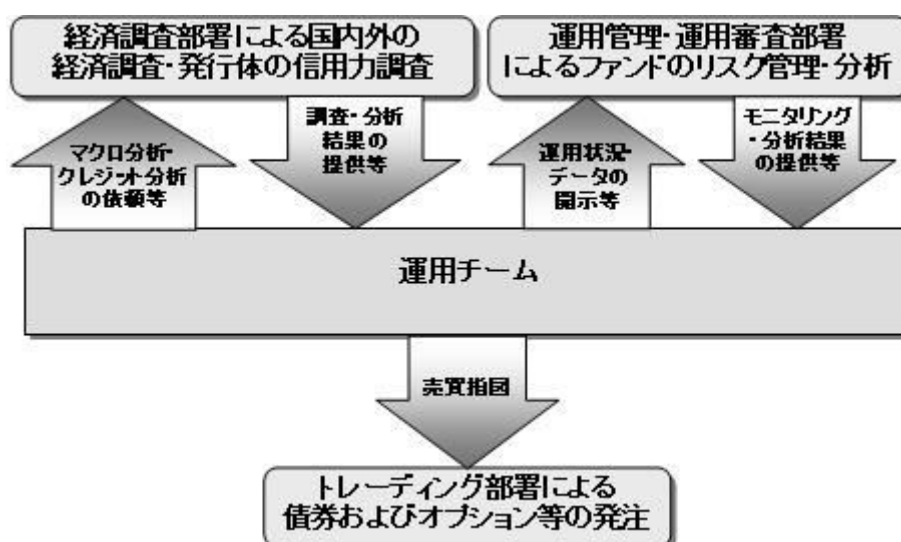 経済調査部署による国内外の
経済調査・発行体の信用力調査
運用管理・運用審査部署
によるファンドのリスク管理・分析
マクロ分析・
クレジット分析
の依頼等
調査・分析
結果の
提供等
運用状況・
データの
開示等
モニタリング
・分析結果
の提供等
運用チーム
売買指図
トレーディング部署による
債券およびオプション等の発注